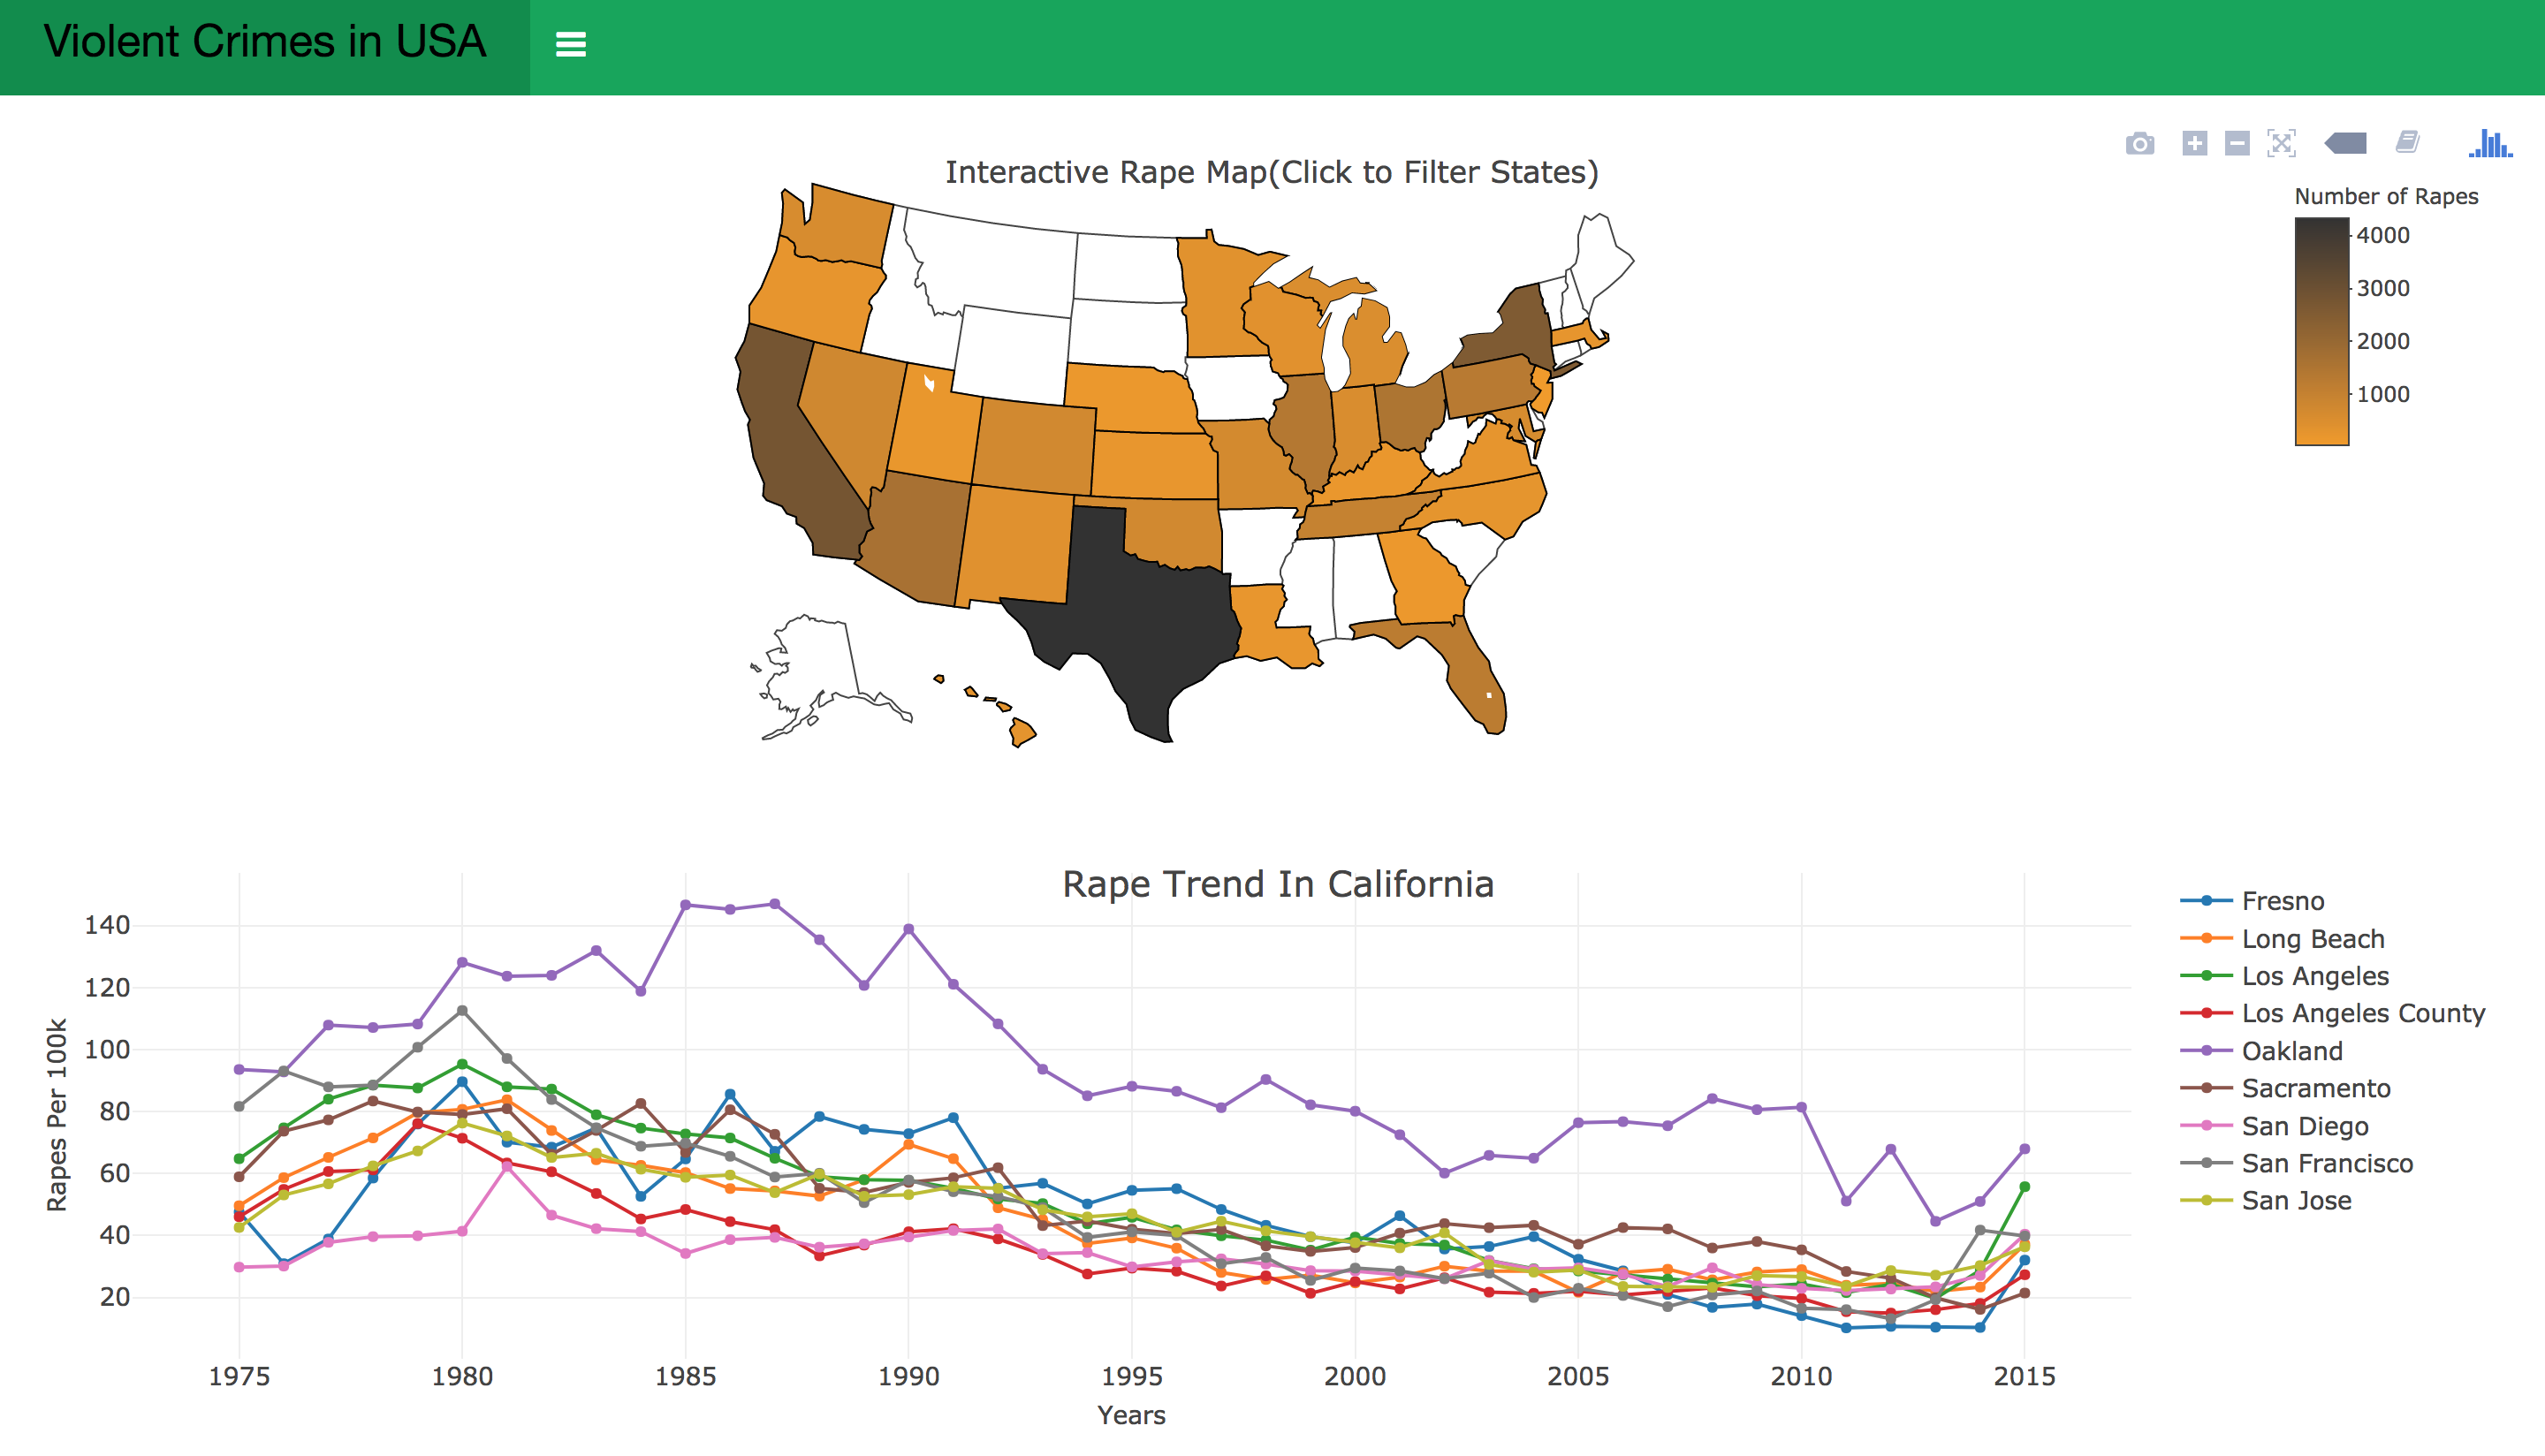 Violent Crimes in USA
Interactive Rape Map(Click to Filter States)
Number of Rapes
4000
3000
2000
1000
Rape Trend In California
Rapes Per 100k
140
120
100
80
60
40
20
1975 1980 1985 1990 1995 2000 2005 2010 2015
Years
Fresno
Long Beach
Los Angeles
Los Angeles County
Oakland
Sacramento
San Diego
San Francisco
San Jose